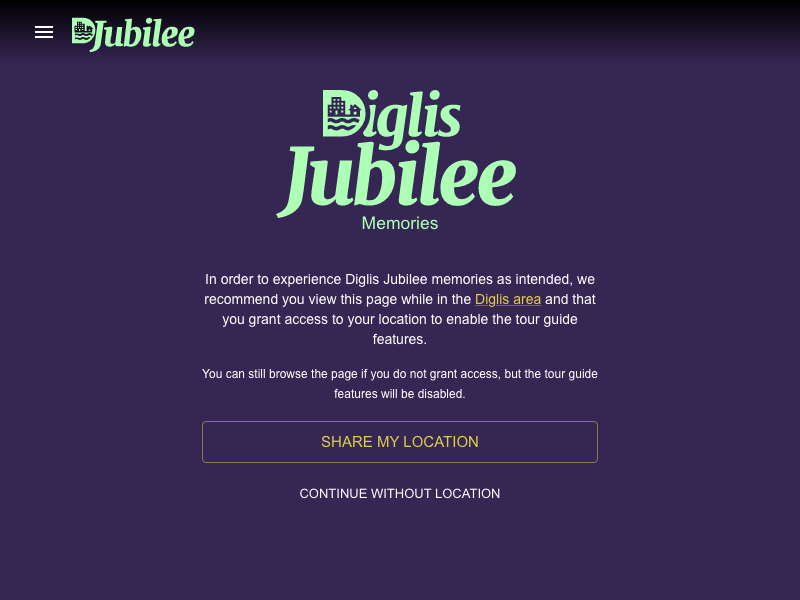 DJubilee
Diglis
Jubilee
Memories
In order to experience Diglis Jubilee memories as intended, we
recommend you view this page while in the Diglis area and that
you grant access to your location to enable the tour guide
features.
You can still browse the page if you do not grant access, but the tour guide
features will be disabled.
SHARE MY LOCATION
CONTINUE WITHOUT LOCATION